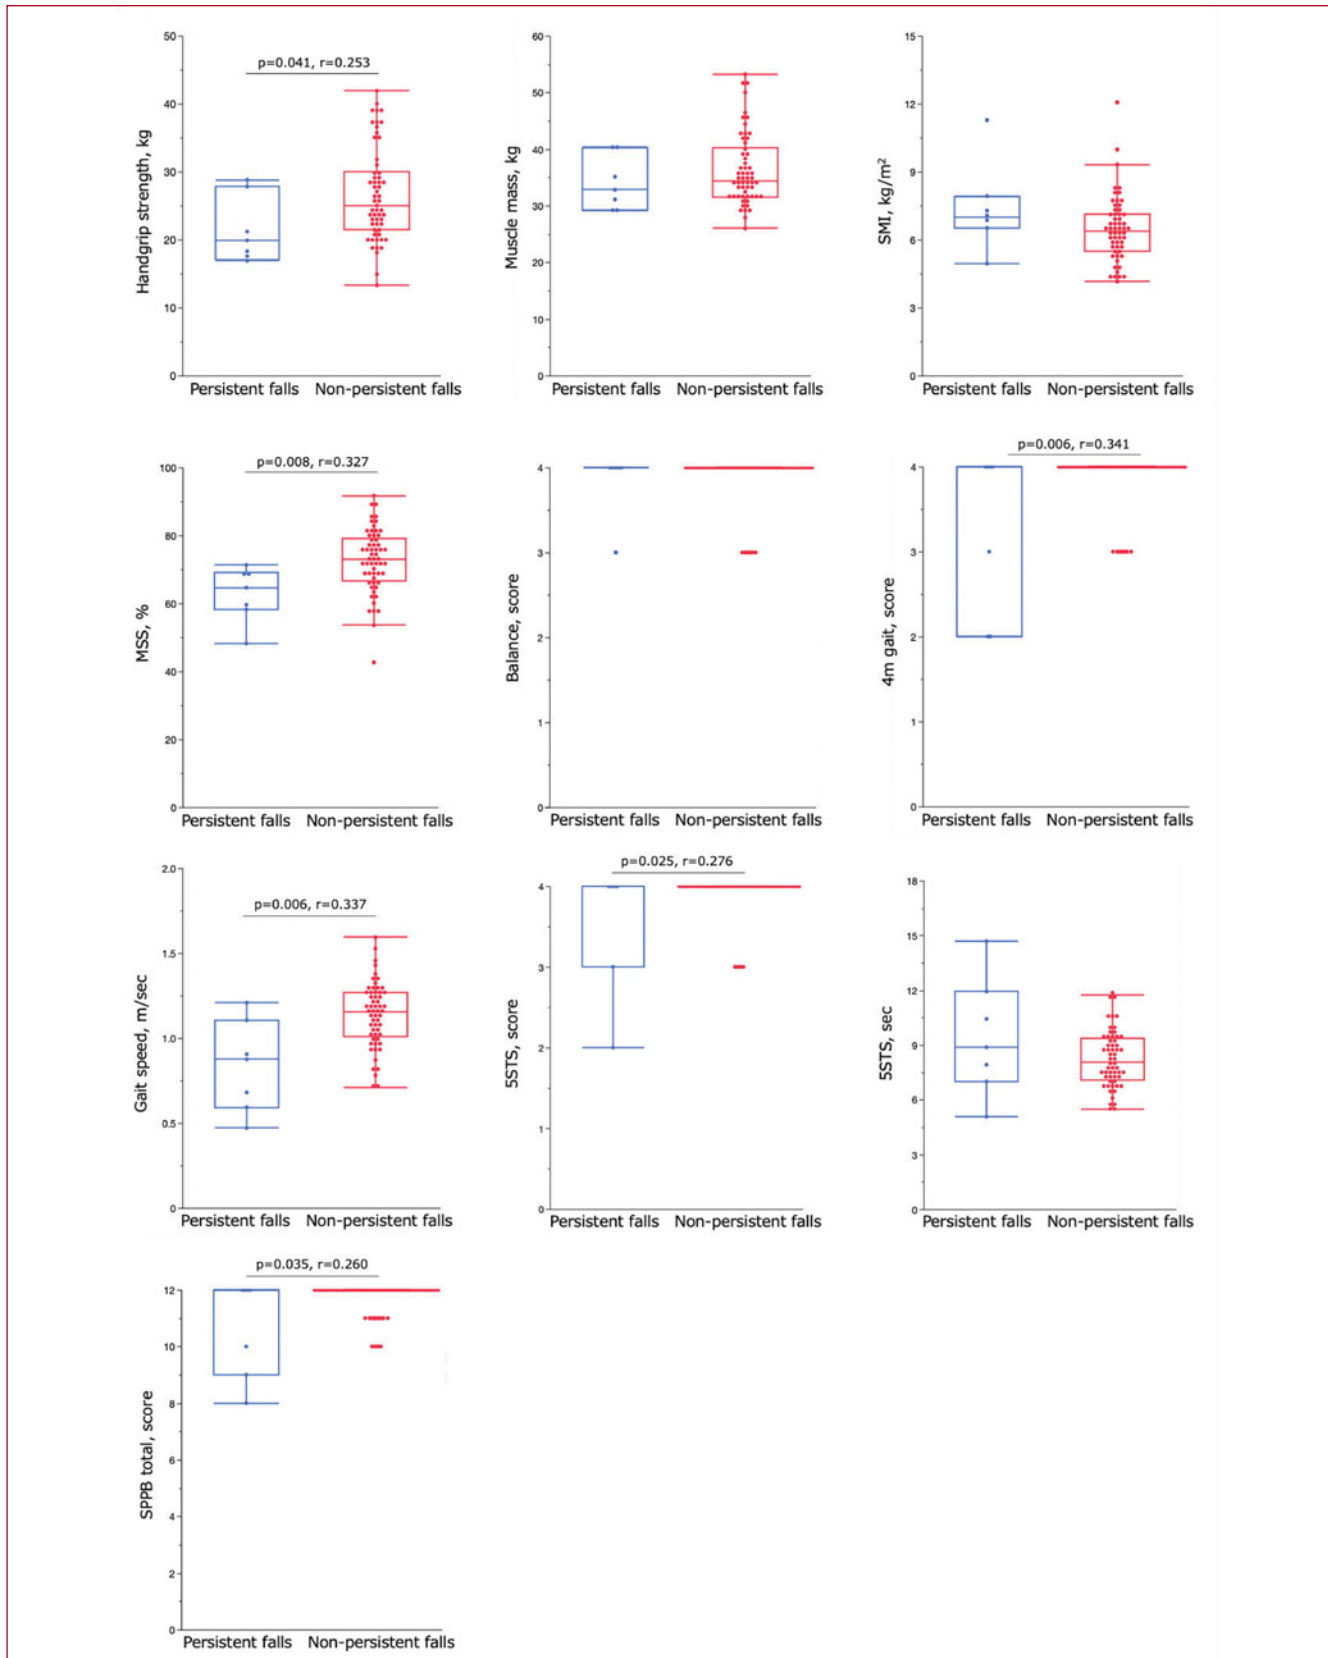 p=0.041, r=0.253
Handgrip strength, kg
50
40
30
20
10
0
Persistent falls Non-persistent falls
Muscle mass, kg
60
50
40
30
20
10
0
Persistent falls Non-persistent falls
SMI, kg/m²
15
12
9
6
3
0
Persistent falls Non-persistent falls
p=0.008, r=0.327
MSS, %
100
80
60
40
20
0
Persistent falls Non-persistent falls
Balance, score
4
3
2
1
0
Persistent falls Non-persistent falls
p=0.006, r=0.341
4m gait, score
4
3
2
1
0
Persistent falls Non-persistent falls
p=0.006, r=0.337
Gait speed, m/sec
2.0
1.5
1.0
0.5
0
Persistent falls Non-persistent falls
p=0.025, r=0.276
5STS, score
4
3
2
1
0
Persistent falls Non-persistent falls
5STS, sec
18
15
12
9
6
3
0
Persistent falls Non-persistent falls
p=0.035, r=0.260
SPPB total, score
12
10
8
6
4
2
0
Persistent falls Non-persistent falls